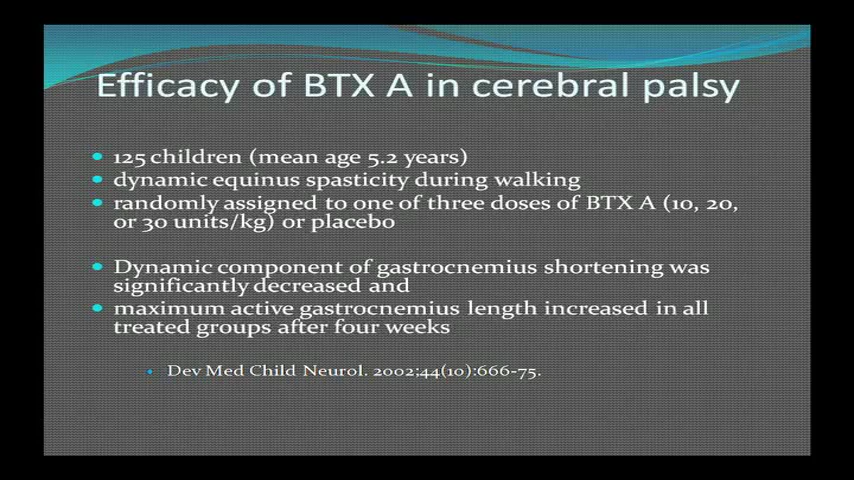 Efficacy of BTX A in cerebral palsy
• 125 children (mean age 5.2 years)
• dynamic equinus spasticity during walking
• randomly assigned to one of three doses of BTX A (10, 20,
or 30 units/kg) or placebo
• Dynamic component of gastrocnemius shortening was
significantly decreased and
• maximum active gastrocnemius length increased in all
treated groups after four weeks
• Dev Med Child Neurol. 2002;44(10):666-75.